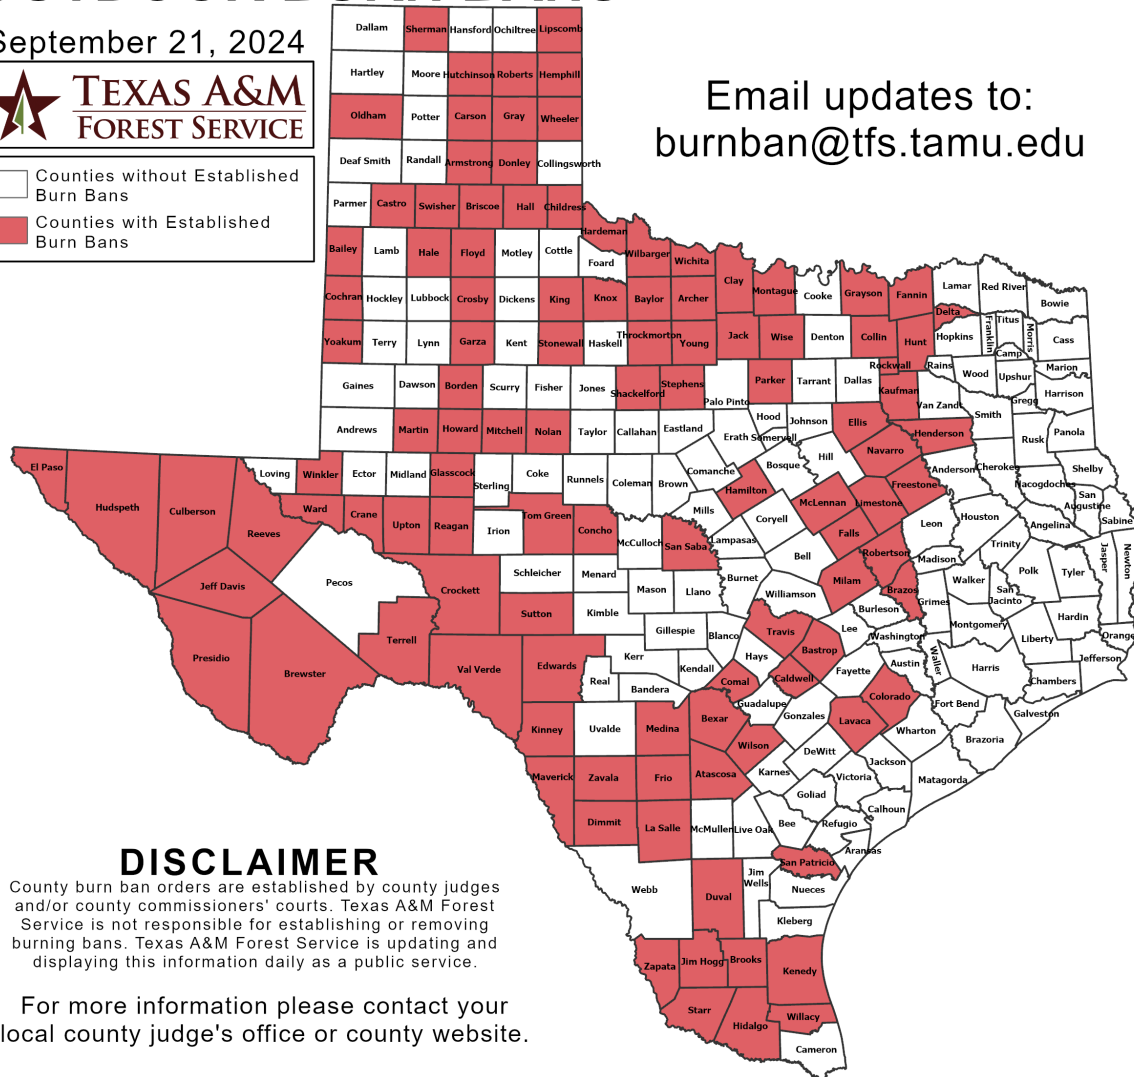 September 21, 2024
TEXAS A&M
FOREST SERVICE
Counties without Established
Burn Bans
Counties with Established
Burn Bans
Email updates to:
burnban@tfs.tamu.edu
Dallam Sherman Hansford Ochiltree Lipscomb
Hartley Moore Hutchinson Roberts Hemphill
Oldham Potter Carson Gray Wheeler
Deaf Smith Randall Armstrong Donley Collingsworth
Parmer Castro Swisher Briscoe Hall Childress
Hardeman
Bailey Lamb Hale Floyd Motley Cottle Foard Wilbarger Wichita
Clay Montague Cooke Grayson Fannin Lamar Red River Bowie
Cochran Hockley Lubbock Crosby Dickens King Knox Baylor Archer
Delta Titus Franklin Morris
Yoakum Terry Lynn Garza Kent Stonewall Haskell Throckmorton Young Jack Wise Denton Collin Hunt Hopkins Cass
Camp
Rockwall Rains Wood Upshur Marion
Gaines Dawson Borden Scurry Fisher Jones Shackelford Stephens Palo Pinto Parker Tarrant Dallas Kaufman Van Zandt Smith Gregg Harrison
Andrews Martin Howard Mitchell Nolan Taylor Callahan Eastland Erath Hood Somervell Johnson Ellis Henderson Rusk Panola
El Paso Hudspeth Culberson Reeves Loving Winkler Ector Midland Glasscock Sterling Coke Runnels Coleman Brown Comanche Bosque Hill Navarro Anderson Cherokee Shelby
Hamilton Freestone Nacogdoches San Augustine
Ward Crane Upton Reagan Irion Tom Green Concho McCulloch San Saba Mills Lampasas Coryell McLennan Limestone Falls Leon Houston Angelina Sabine
Jeff Davis Pecos Crockett Schleicher Menard Mason Llano Burnet Bell Milam Robertson Madison Trinity Polk Tyler Jasper Newton
Sutton Kimble Williamson Brazos Grimes Walker San Jacinto
Burleson Montgomery Hardin
Presidio Brewster Terrell Val Verde Edwards Gillespie Blanco Travis Bastrop Lee Washington Liberty Orange
Kerr Kendall Hays Caldwell Fayette Austin Waller Harris Jefferson
Real Bandera Comal Guadalupe Chambers
Colorado Fort Bend Galveston
Kinney Uvalde Medina Bexar Gonzales Lavaca Wharton Brazoria
Wilson DeWitt Jackson
Maverick Zavala Frio Atascosa Karnes Victoria Matagorda
Goliad Calhoun
Dimmit La Salle McMullen Live Oak Bee Refugio
Aransas
San Patricio
Webb Duval Jim Wells Nueces
Kleberg
Zapata Jim Hogg Brooks Kenedy
Starr Hidalgo Willacy
Cameron
DISCLAIMER
County burn ban orders are established by county judges
and/or county commissioners' courts. Texas A&M Forest
Service is not responsible for establishing or removing
burning bans. Texas A&M Forest Service is updating and
displaying this information daily as a public service.
For more information please contact your
local county judge's office or county website.